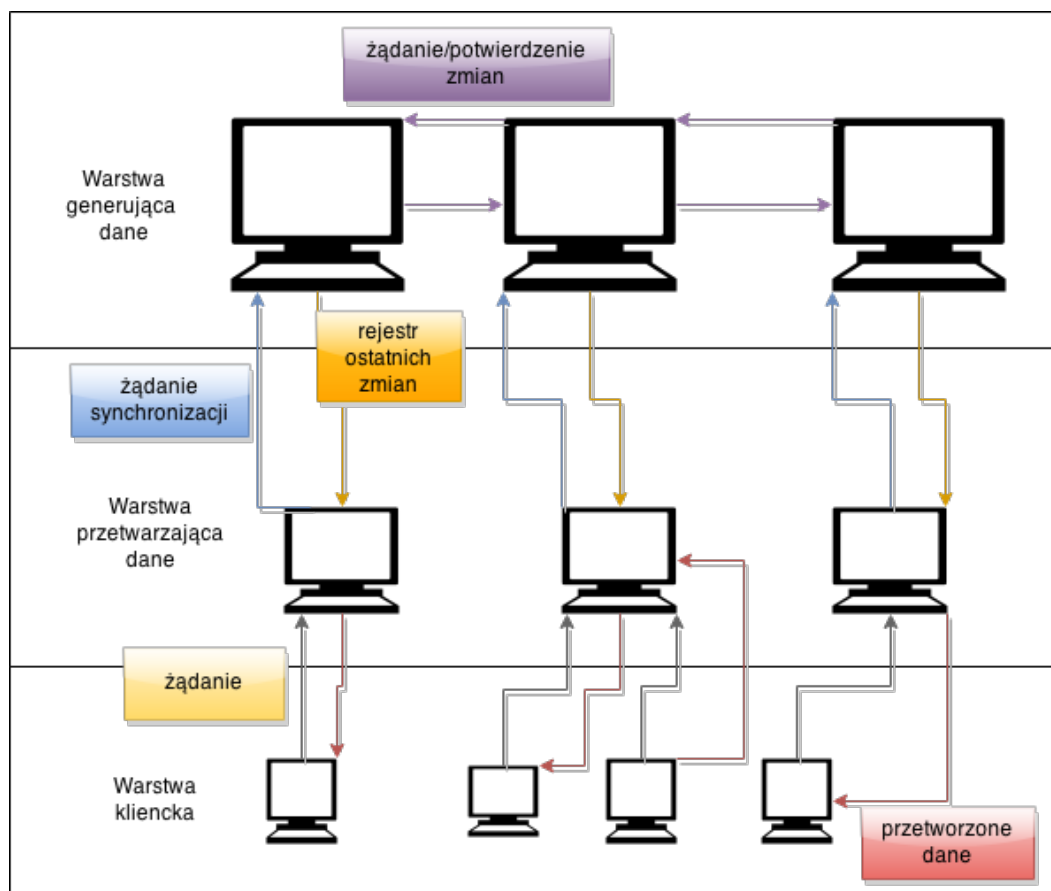 żądanie/potwierdzenie
zmian
Warstwa
generująca
dane
rejestr
ostatnich
zmian
żądanie
synchronizacji
Warstwa
przetwarzająca
dane
żądanie
Warstwa
kliencka
przetworzone
dane